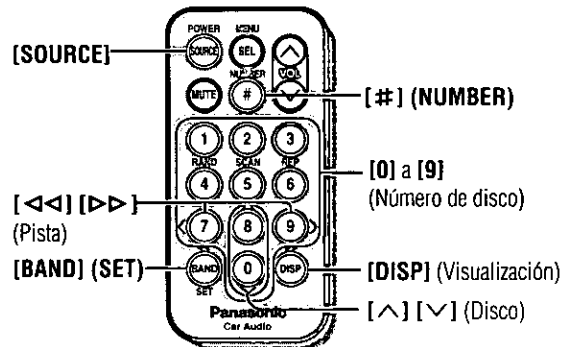 POWER MENU
[SOURCE] SOURCE SEL
VOL
NUMBER
MUTE # [#] (NUMBER)
1 2 3
RAND SCAN REP
[0] a [9]
(Número de disco)
4 5 6
[◁◁] [▷▷]
(Pista)
< 7 8 9 >
[BAND] (SET) BAND 0 DISP [DISP] (Visualización)
SET
[∧] [∨] (Disco)
Panasonic
Car Audio